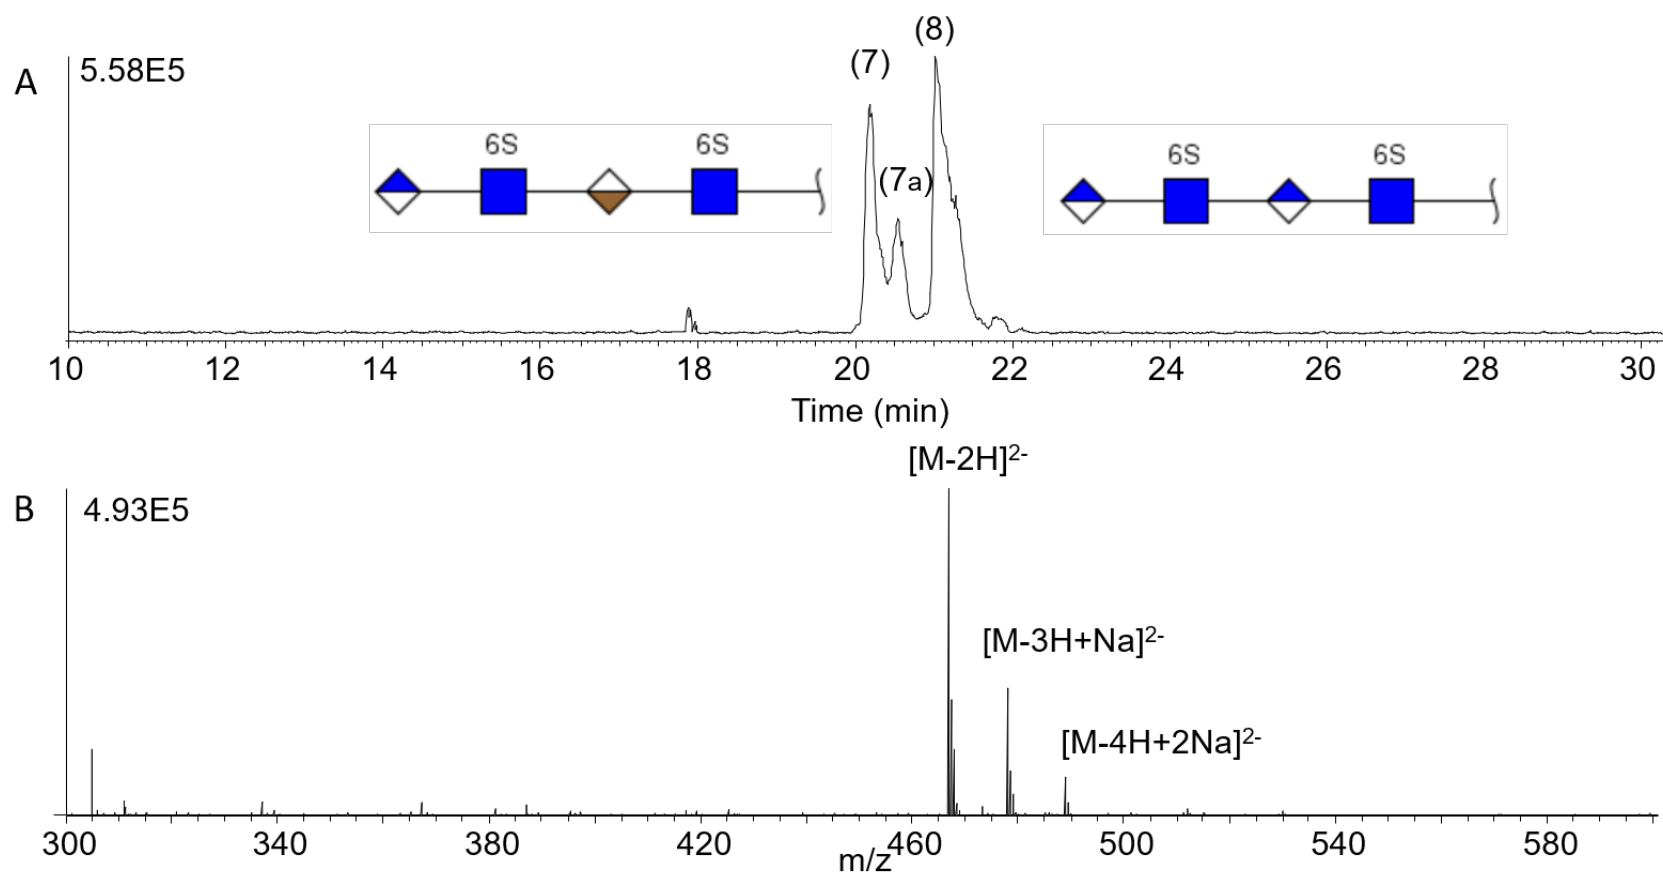 (8)
(7)
A
5.58E5
6S 6S
(7a)
6S 6S
10 12 14 16 18 20 22 24 26 28 30
Time (min)
[M-2H]2-
B
4.93E5
[M-3H+Na]2-
[M-4H+2Na]2-
300 340 380 420 460 500 540 580
m/z